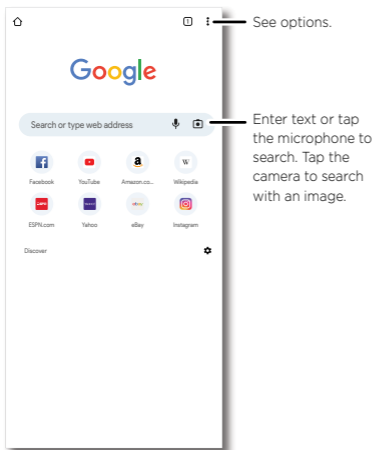 1
See options.
Google
Search or type web address
Enter text or tap
the microphone to
search. Tap the
camera to search
with an image.
Facebook
YouTube
Amazon.co...
Wikipedia
ESPN.com
Yahoo
eBay
Instagram
Discover